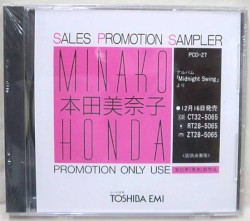 SALES PROMOTION SAMPLER
MINAKO
本田美奈子
HONDA
PROMOTION ONLY USE
TOSHIBA EMI
PCD-27
アルバム
「Midnight Swing」
より
●12月16日発売
CT32-5065
RT28-5065
ZT28-5065